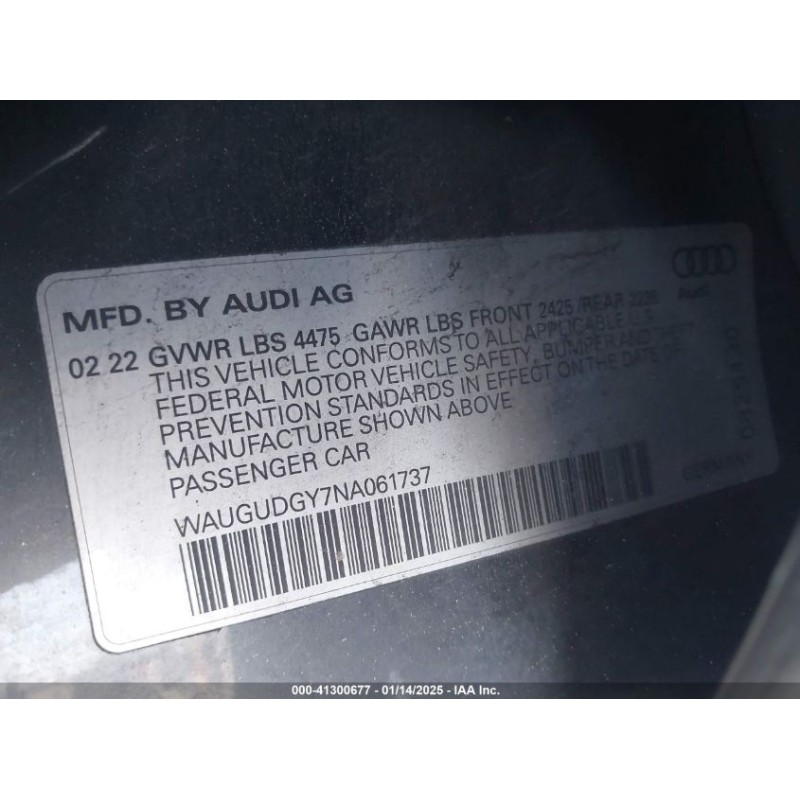 MFD. BY AUDI AG
02 22 GVWR LBS 4475 GAWR LBS FRONT 2425 /REAR
THIS VEHICLE CONFORMS TO ALL APPLICABLE U.S.
FEDERAL MOTOR VEHICLE SAFETY, BUMPER AND THEFT
PREVENTION STANDARDS IN EFFECT ON THE DATE OF
MANUFACTURE SHOWN ABOVE
PASSENGER CAR
WAUGUDGY7NA061737
Audi
000-41300677 - 01/14/2025 - IAA Inc.